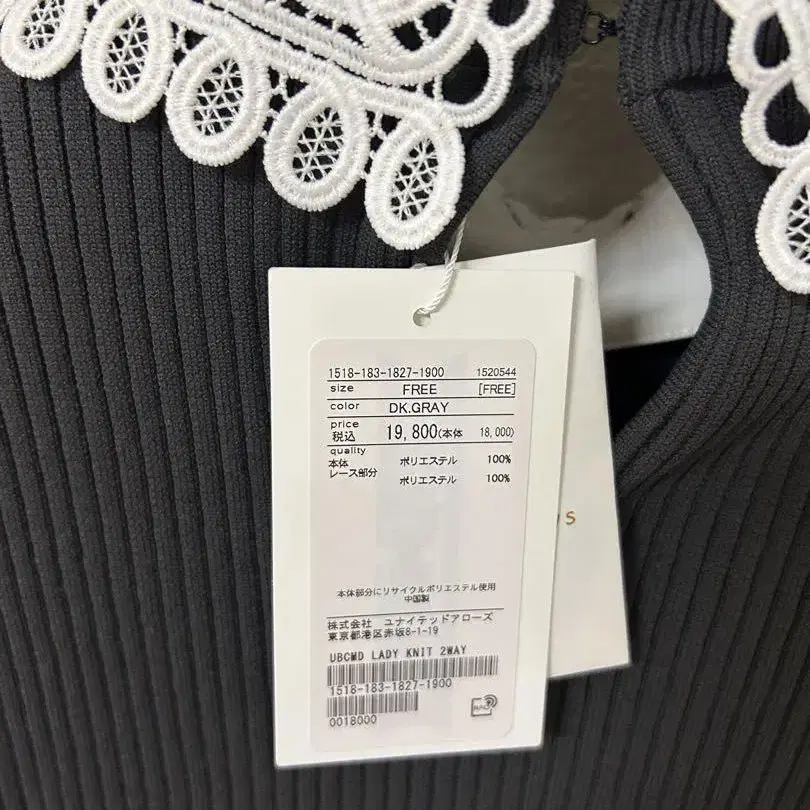 1518-183-1827-1900 1520544
size FREE [FREE]
color DK.GRAY
price
税込 19,800(本体 18,000)
quality
本体 ポリエステル 100%
レース部分 ポリエステル 100%
本体部分にリサイクルポリエステル使用
中国製
株式会社 ユナイテッドアローズ
東京都港区赤坂8-1-19
UBCMD LADY KNIT 2WAY
1518-183-1827-1900
0018000